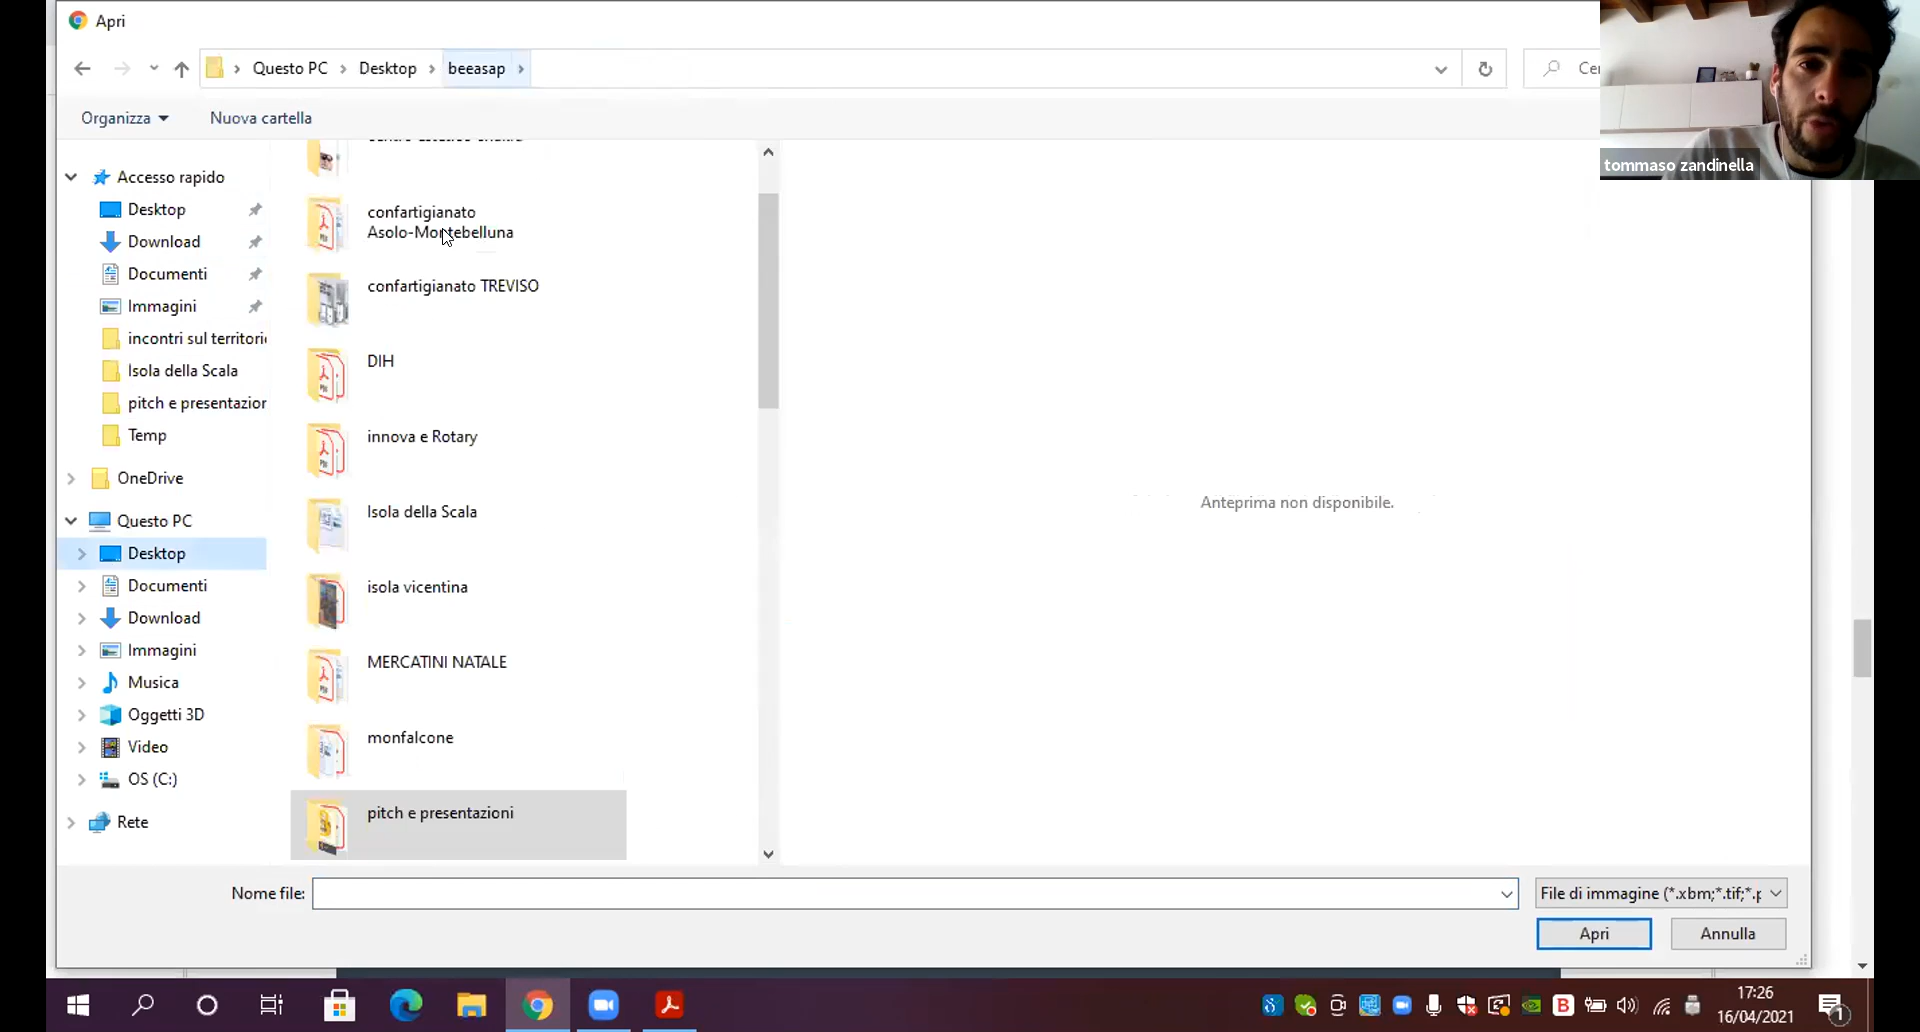 Apri
Questo PC
Desktop
beeasap
Organizza
Nuova cartella
tommaso zandinella
Accesso rapido
Desktop
Download
Documenti
Immagini
incontri sul territorio
Isola della Scala
pitch e presentazion
Temp
OneDrive
Questo PC
Desktop
Documenti
Download
Immagini
Musica
Oggetti 3D
Video
OS (C:)
Rete
confartigianato
Asolo-Montebelluna
confartigianato TREVISO
DIH
innova e Rotary
Isola della Scala
isola vicentina
MERCATINI NATALE
monfalcone
pitch e presentazioni
Anteprima non disponibile.
Nome file:
File di immagine (*.xbm;*.tif;*.p
Apri
Annulla
17:26
16/04/2021
1